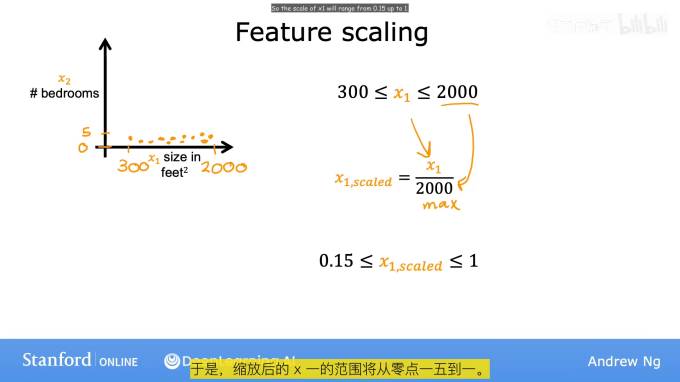 So the scale of x1 will range from 0.15 up to 1
Feature scaling
x₂
# bedrooms
5
0
300 x₁ size in 2000
feet²
300 ≤ x₁ ≤ 2000
x₁,scaled = x₁ / 2000
max
0.15 ≤ x₁,scaled ≤ 1
Stanford ONLINE
Andrew Ng
于是，缩放后的 x 一的范围将从零点一五到一。
bilibili